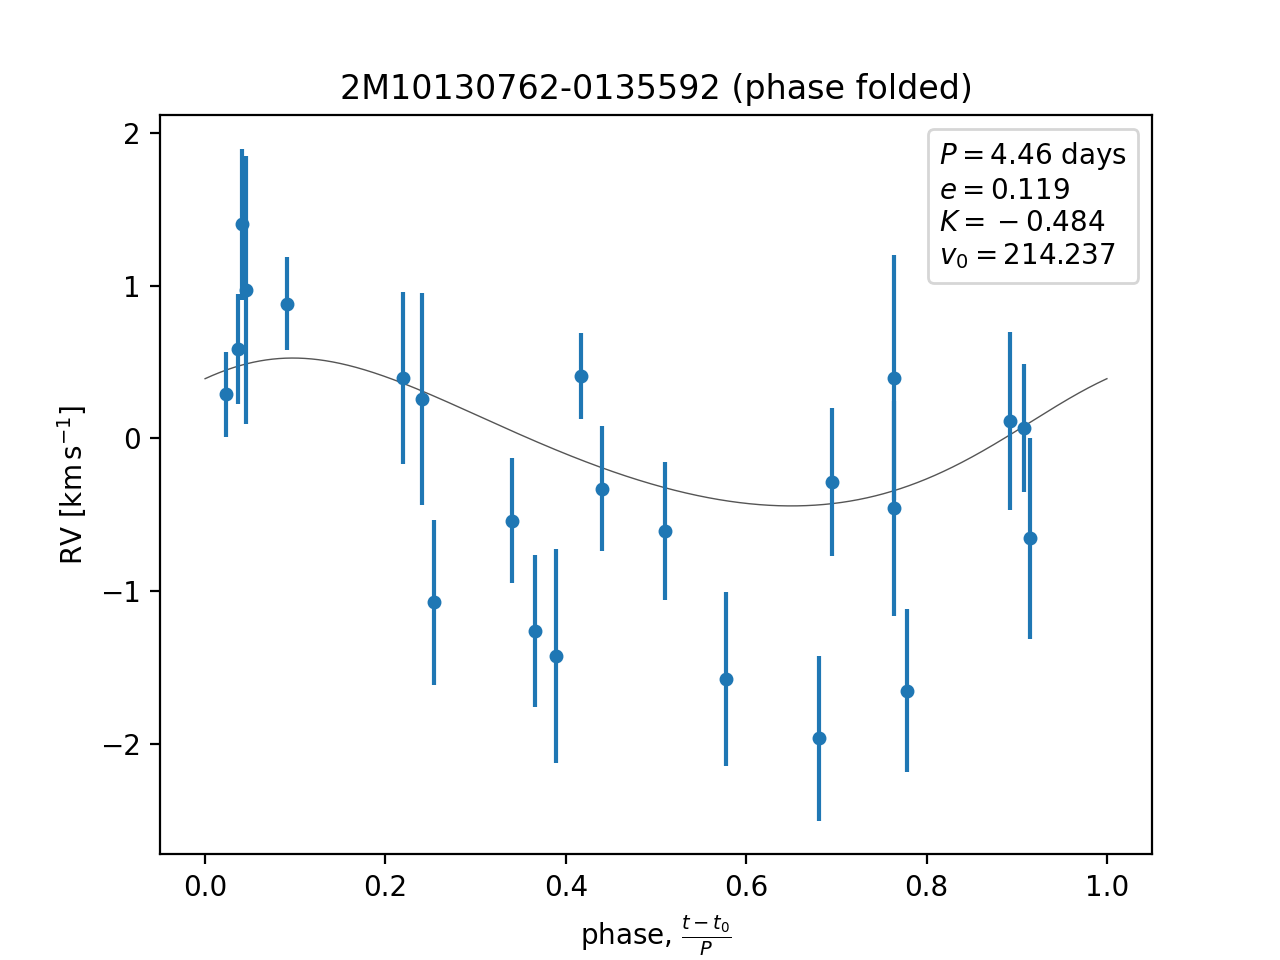 2M10130762-0135592 (phase folded)
P = 4.46 days
e = 0.119
K = −0.484
v₀ = 214.237
RV [km s⁻¹]
2
1
0
−1
−2
0.0 0.2 0.4 0.6 0.8 1.0
phase, (t − t₀)/P